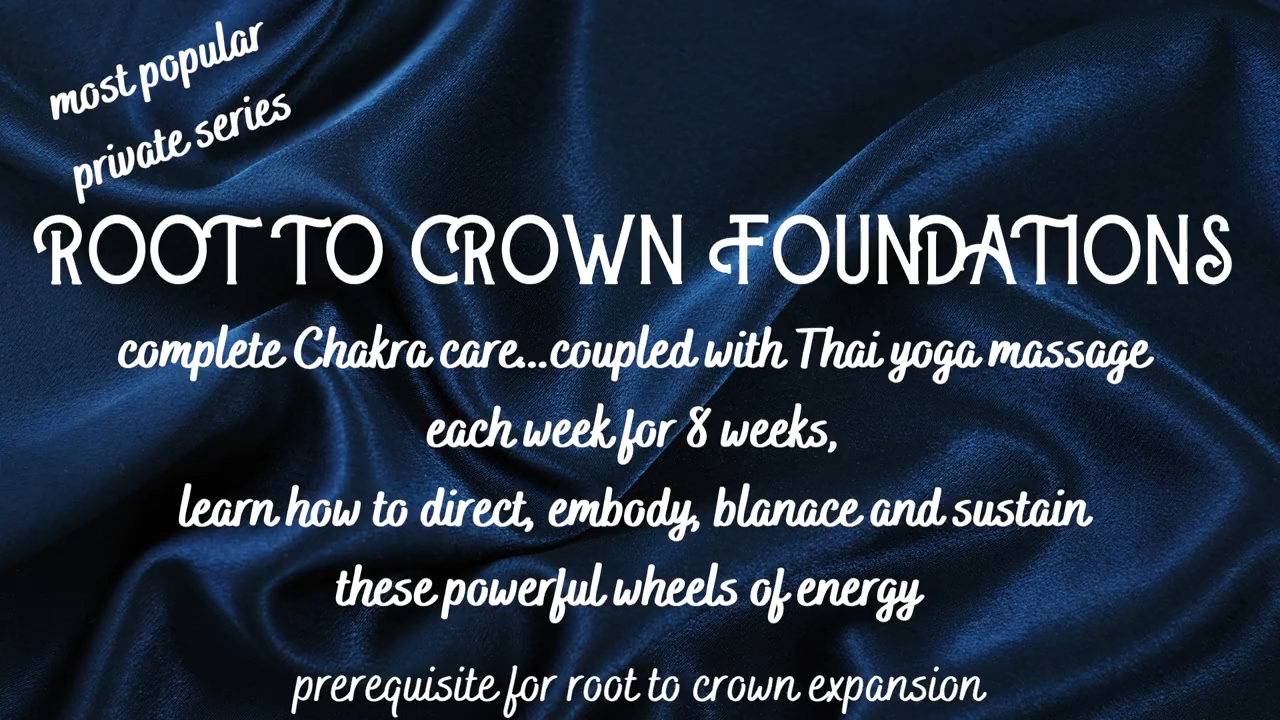 most popular
private series
ROOT TO CROWN FOUNDATIONS
complete Chakra care...coupled with Thai yoga massage
each week for 8 weeks,
learn how to direct, embody, blanace and sustain
these powerful wheels of energy
prerequisite for root to crown expansion